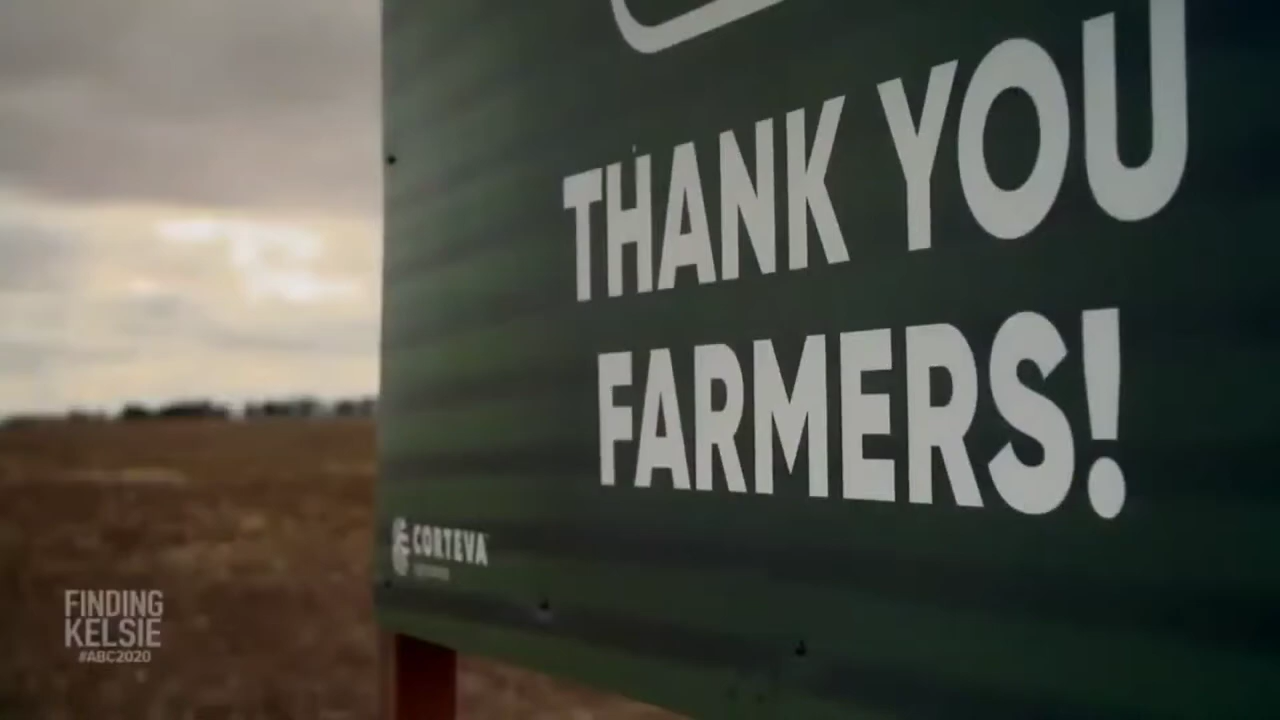 THANK YOU
FARMERS!
CORTEVA
FINDING
KELSIE
#ABC2020